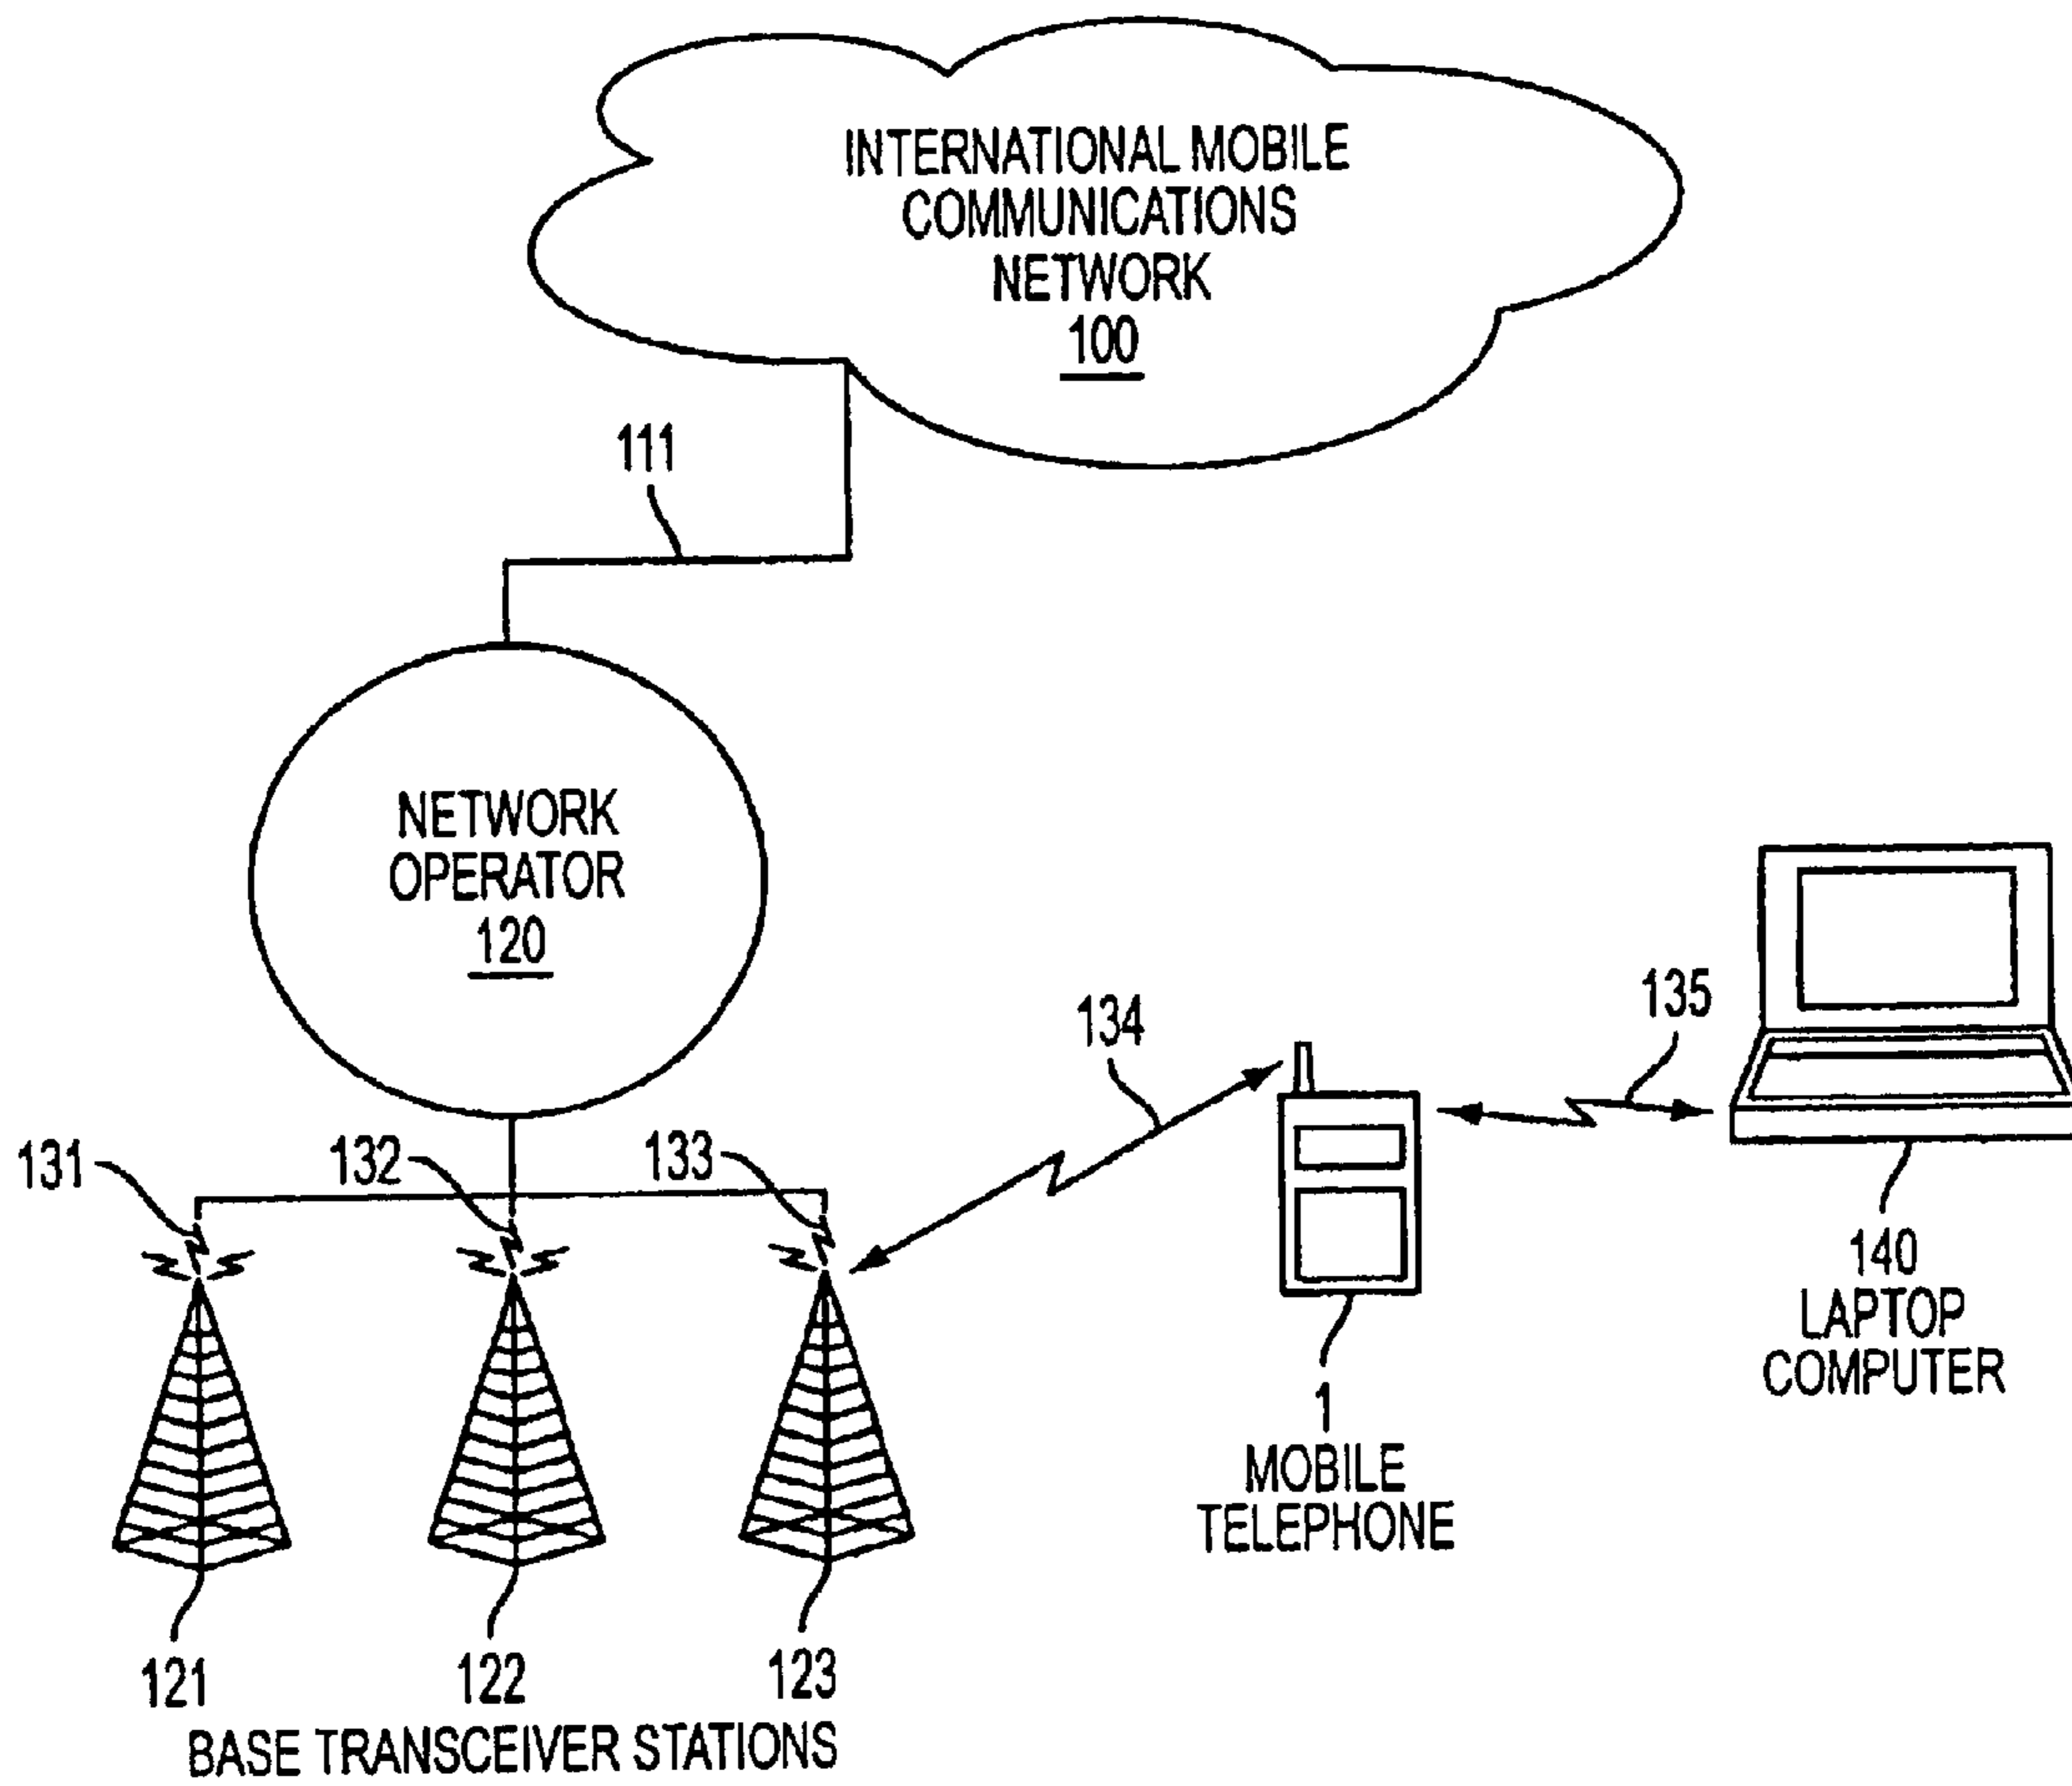 INTERNATIONAL MOBILE
COMMUNICATIONS
NETWORK
100
111
NETWORK
OPERATOR
120
134
135
131
132
133
140
LAPTOP
COMPUTER
1
MOBILE
TELEPHONE
121
122
123
BASE TRANSCEIVER STATIONS